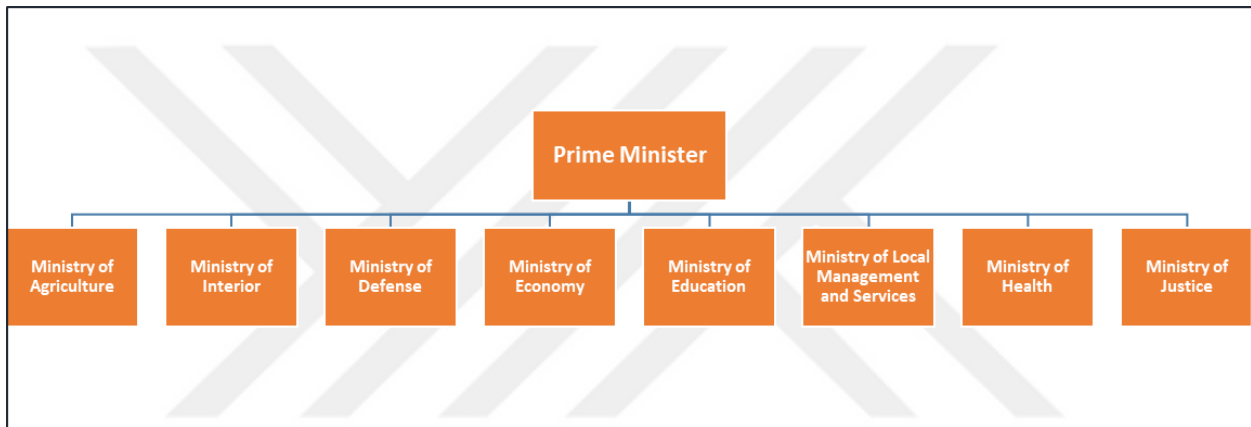 Prime Minister
Ministry of
Agriculture
Ministry of
Interior
Ministry of
Defense
Ministry of
Economy
Ministry of
Education
Ministry of Local
Management
and Services
Ministry of
Health
Ministry of
Justice